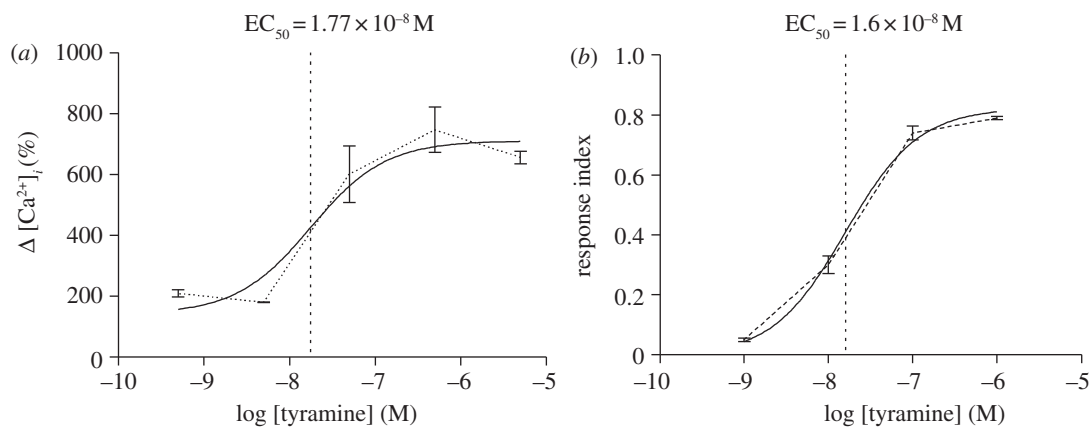 EC₅₀ = 1.77 × 10⁻⁸ M
(a)
1000
800
600
400
200
0
Δ [Ca²⁺]ᵢ (%)
–10 –9 –8 –7 –6 –5
log [tyramine] (M)
EC₅₀ = 1.6 × 10⁻⁸ M
(b)
1.0
0.8
0.6
0.4
0.2
0
response index
–10 –9 –8 –7 –6 –5
log [tyramine] (M)